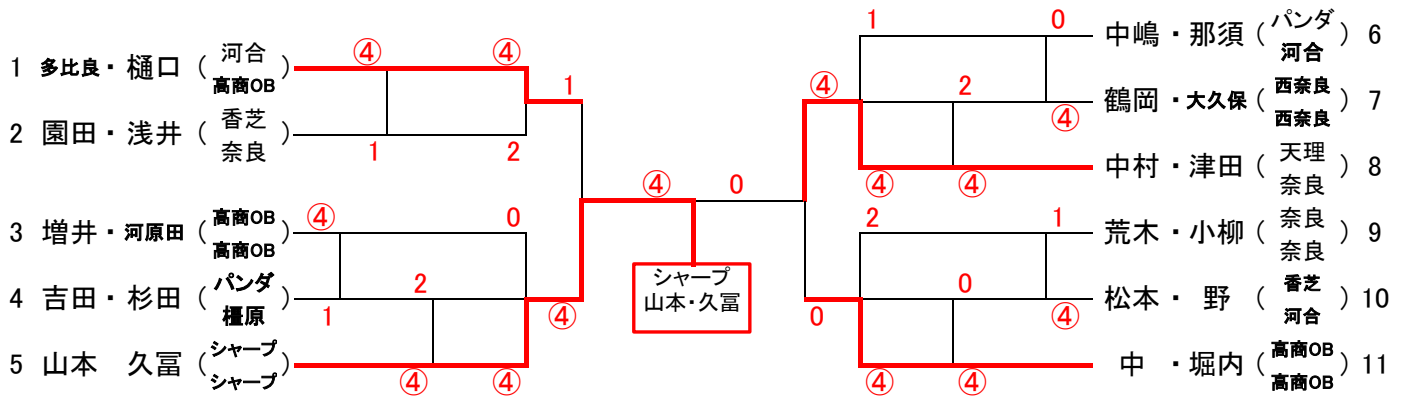 1 多比良・樋口 ( 河合 高商OB )
④ ④
1
2 園田・浅井 ( 香芝 奈良 )
1 2
3 増井・河原田 ( 高商OB 高商OB )
④ 0
4 吉田・杉田 ( パンダ 橿原 )
1 2
④
5 山本 久冨 ( シャープ シャープ )
④ ④
④ 0
シャープ
山本・久冨
1 0
中嶋・那須 ( パンダ 河合 ) 6
④ 2
鶴岡・大久保 ( 西奈良 西奈良 ) 7
④
中村・津田 ( 天理 奈良 ) 8
④ ④
2 1
荒木・小柳 ( 奈良 奈良 ) 9
0
松本・ 野 ( 香芝 河合 ) 10
0 ④
中 ・堀内 ( 高商OB 高商OB ) 11
④ ④